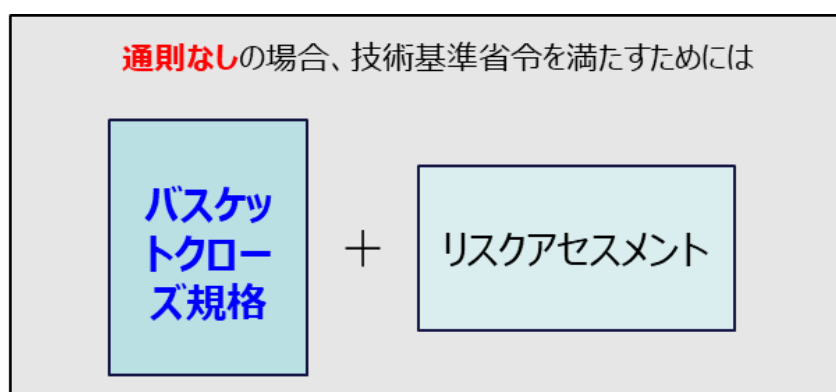 通則なしの場合、技術基準省令を満たすためには
バスケッ
トクロー
ズ規格
＋
リスクアセスメント